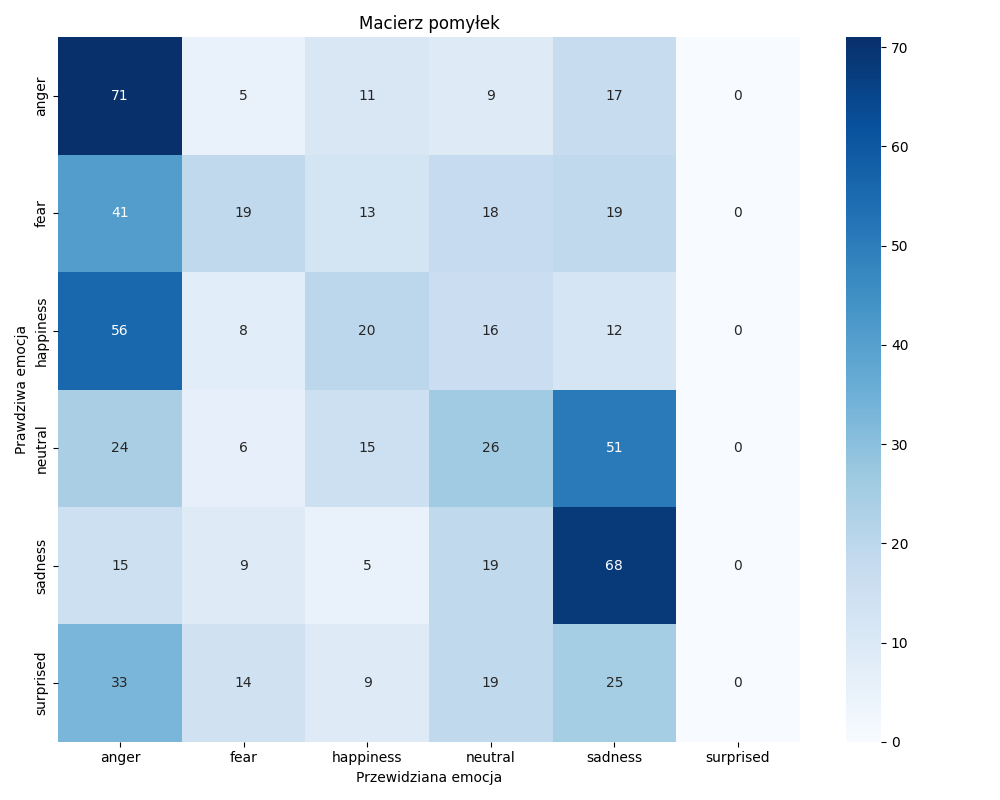 Macierz pomyłek
Prawdziwa emocja
anger 71 5 11 9 17 0
fear 41 19 13 18 19 0
happiness 56 8 20 16 12 0
neutral 24 6 15 26 51 0
sadness 15 9 5 19 68 0
surprised 33 14 9 19 25 0
anger fear happiness neutral sadness surprised
Przewidziana emocja
70
60
50
40
30
20
10
0